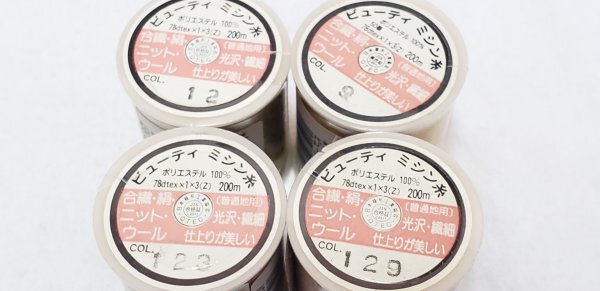 ビューティ ミシン糸
ポリエステル 100%
78dtex×1×3(Z) 200m
合繊・絹・
ニット・
ウール
(普通地用)
光沢・繊細
仕上りが美しい
COL.
12
ビューティ ミシン糸
ポリエステル 100%
78dtex×1×3(Z) 200m
合繊・絹・
ニット・
ウール
(普通地用)
光沢・繊細
仕上りが美しい
COL.
9
ビューティ ミシン糸
ポリエステル 100%
78dtex×1×3(Z) 200m
合繊・絹・
ニット・
ウール
(普通地用)
光沢・繊細
仕上りが美しい
COL.
129
ビューティ ミシン糸
ポリエステル 100%
78dtex×1×3(Z) 200m
合繊・絹・
ニット・
ウール
(普通地用)
光沢・繊細
仕上りが美しい
COL.
129